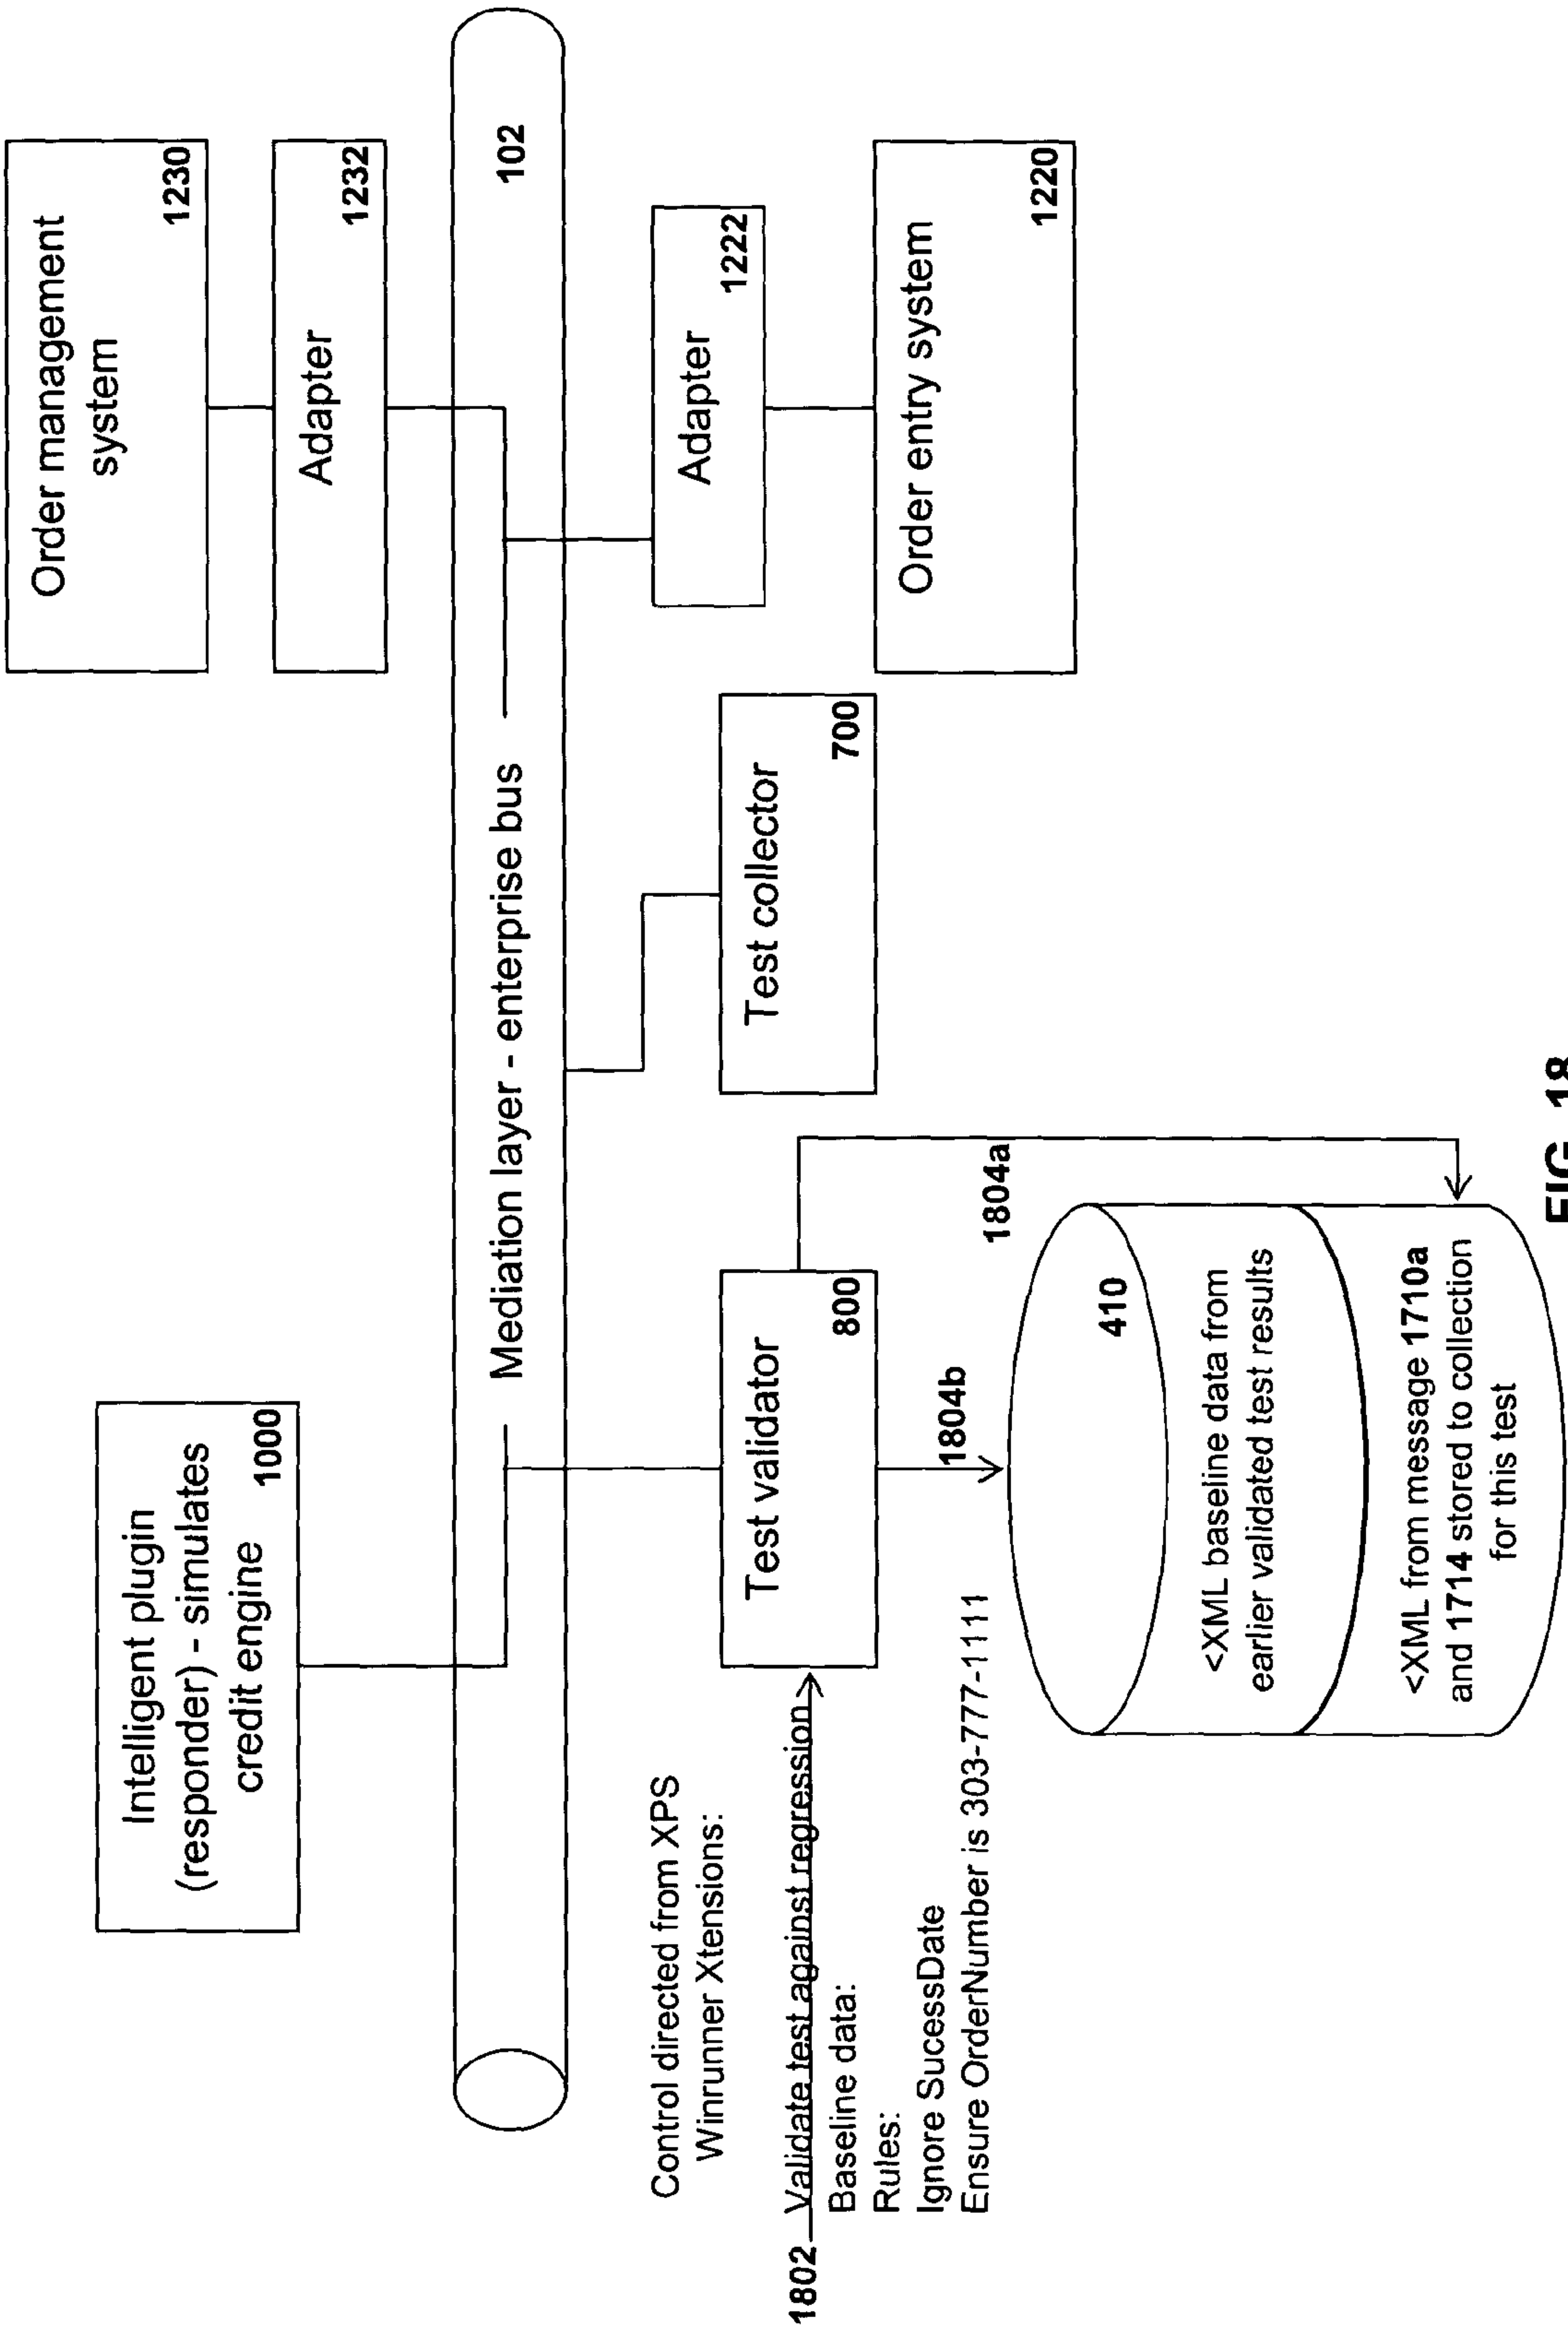 Intelligent plugin
(responder) - simulates
credit engine
1000
Order management
system
1230
Adapter
1232
Mediation layer - enterprise bus
102
Control directed from XPS
Winrunner Xtensions:
1802
Validate test against regression
Baseline data:
Rules:
Ignore SucessDate
Ensure OrderNumber is 303-777-1111
Test validator
800
Test collector
700
Adapter
1222
Order entry system
1220
1804b
1804a
410
<XML baseline data from
earlier validated test results
<XML from message 1710a
and 1714 stored to collection
for this test
FIG. 18